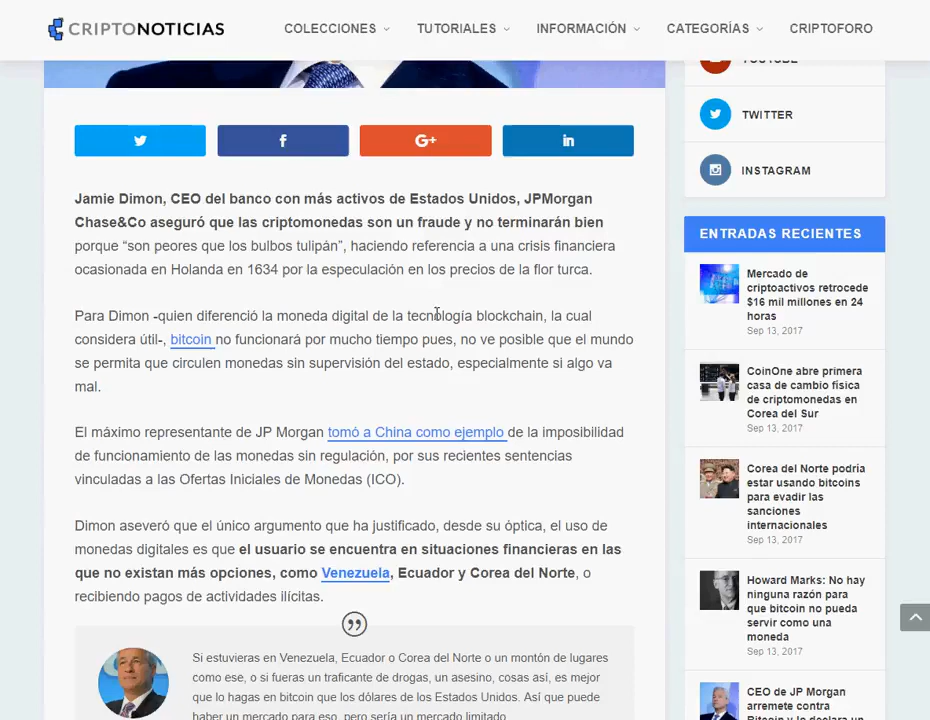 CRIPTONOTICIAS
COLECCIONES
TUTORIALES
INFORMACIÓN
CATEGORÍAS
CRIPTOFORO
G+
in
Jamie Dimon, CEO del banco con más activos de Estados Unidos, JPMorgan
Chase&Co aseguró que las criptomonedas son un fraude y no terminarán bien
porque “son peores que los bulbos tulipán”, haciendo referencia a una crisis financiera
ocasionada en Holanda en 1634 por la especulación en los precios de la flor turca.
Para Dimon -quien diferenció la moneda digital de la tecnología blockchain, la cual
considera útil-, bitcoin no funcionará por mucho tiempo pues, no ve posible que el mundo
se permita que circulen monedas sin supervisión del estado, especialmente si algo va
mal.
El máximo representante de JP Morgan tomó a China como ejemplo de la imposibilidad
de funcionamiento de las monedas sin regulación, por sus recientes sentencias
vinculadas a las Ofertas Iniciales de Monedas (ICO).
Dimon aseveró que el único argumento que ha justificado, desde su óptica, el uso de
monedas digitales es que el usuario se encuentra en situaciones financieras en las
que no existan más opciones, como Venezuela, Ecuador y Corea del Norte, o
recibiendo pagos de actividades ilícitas.
Si estuvieras en Venezuela, Ecuador o Corea del Norte o un montón de lugares
como ese, o si fueras un traficante de drogas, un asesino, cosas así, es mejor
que lo hagas en bitcoin que los dólares de los Estados Unidos. Así que puede
haber un mercado para eso, pero sería un mercado limitado
YOUTUBE
TWITTER
INSTAGRAM
ENTRADAS RECIENTES
Mercado de
criptoactivos retrocede
$16 mil millones en 24
horas
Sep 13, 2017
CoinOne abre primera
casa de cambio física
de criptomonedas en
Corea del Sur
Sep 13, 2017
Corea del Norte podría
estar usando bitcoins
para evadir las
sanciones
internacionales
Sep 13, 2017
Howard Marks: No hay
ninguna razón para
que bitcoin no pueda
servir como una
moneda
Sep 13, 2017
CEO de JP Morgan
arremete contra
Bitcoin y lo declara un